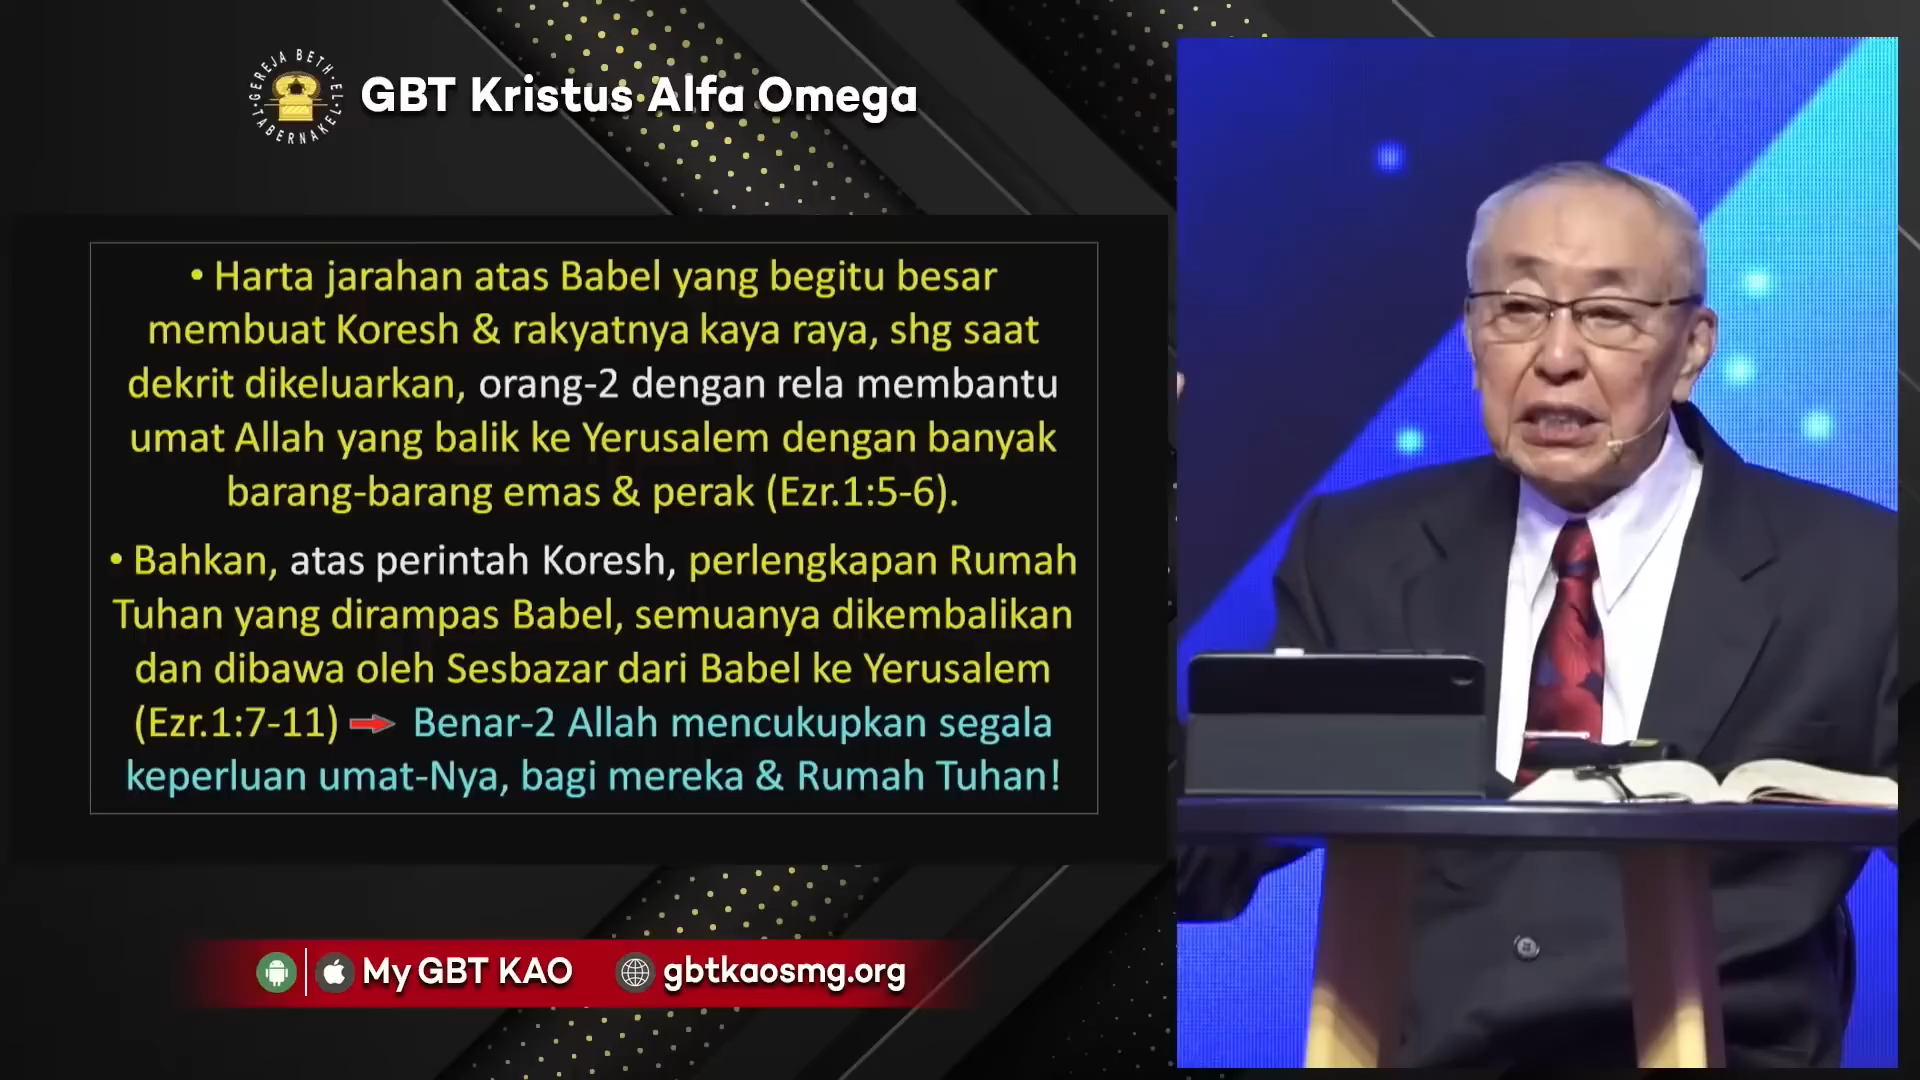 GEREJA BETH-EL TABERNAKEL
GBT Kristus Alfa Omega
• Harta jarahan atas Babel yang begitu besar
membuat Koresh & rakyatnya kaya raya, shg saat
dekrit dikeluarkan, orang-2 dengan rela membantu
umat Allah yang balik ke Yerusalem dengan banyak
barang-barang emas & perak (Ezr.1:5-6).
• Bahkan, atas perintah Koresh, perlengkapan Rumah
Tuhan yang dirampas Babel, semuanya dikembalikan
dan dibawa oleh Sesbazar dari Babel ke Yerusalem
(Ezr.1:7-11) ➡ Benar-2 Allah mencukupkan segala
keperluan umat-Nya, bagi mereka & Rumah Tuhan!
My GBT KAO
gbtkaosmg.org